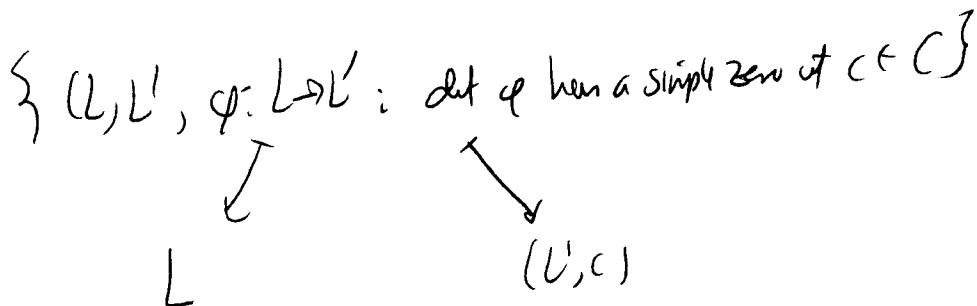 { (L, L', φ: L→L' : det φ has a simple zero at c ∈ C}
L (L', c)